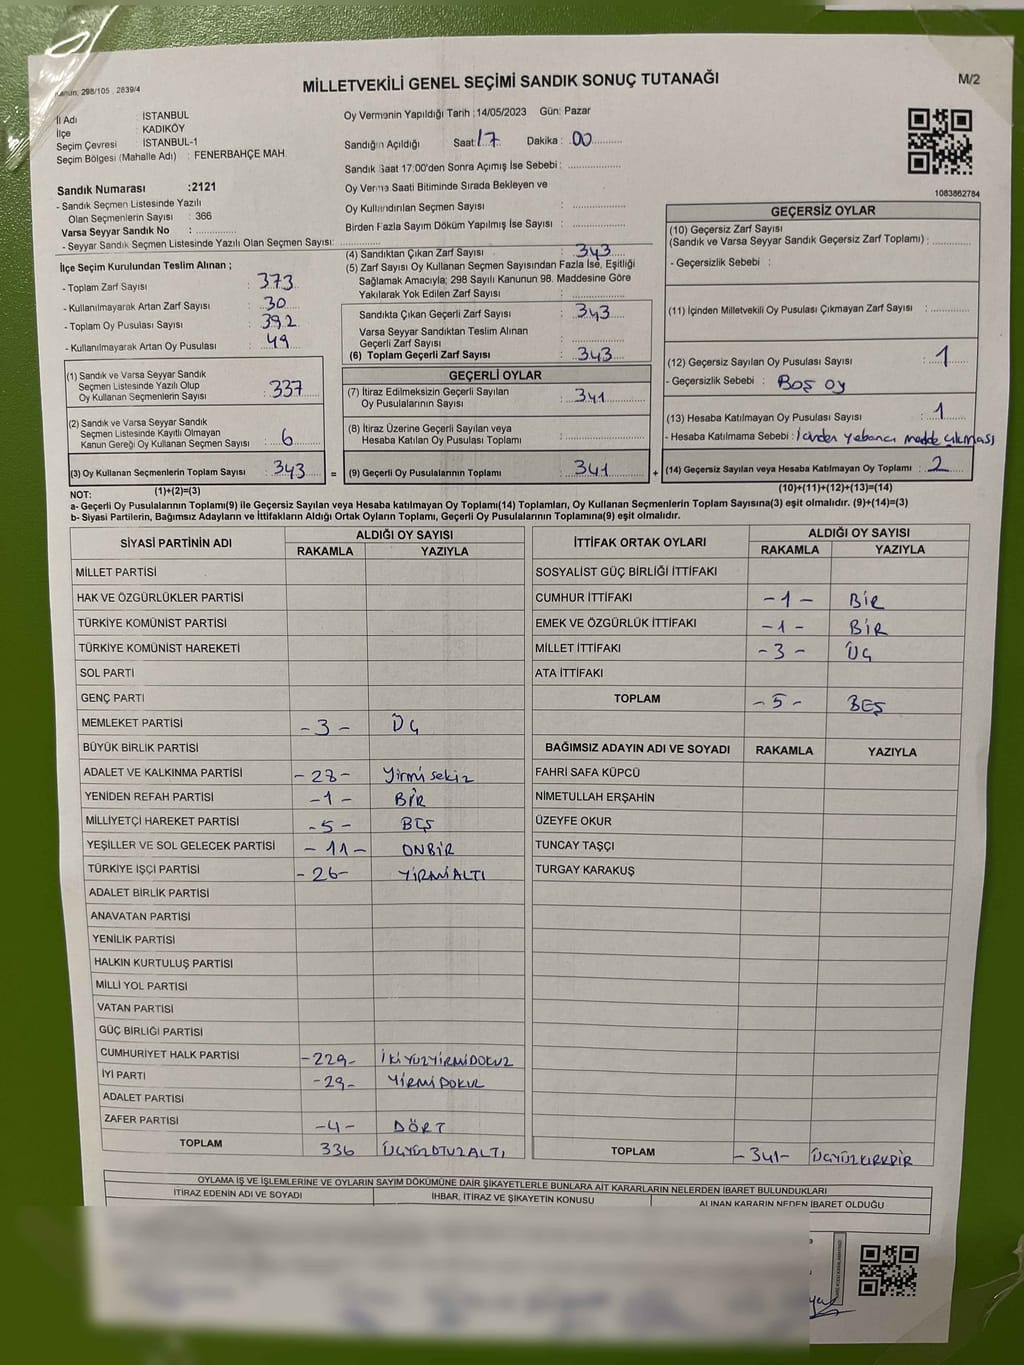 Kanun; 298/105 , 2839/4
MİLLETVEKİLİ GENEL SEÇİMİ SANDIK SONUÇ TUTANAĞI
M/2
İl Adı : İSTANBUL
İlçe : KADIKÖY
Seçim Çevresi : İSTANBUL-1
Seçim Bölgesi (Mahalle Adı) : FENERBAHÇE MAH.
Sandık Numarası :2121
- Sandık Seçmen Listesinde Yazılı
Olan Seçmenlerin Sayısı : 366
Varsa Seyyar Sandık No :
- Seyyar Sandık Seçmen Listesinde Yazılı Olan Seçmen Sayısı:
Oy Vermenin Yapıldığı Tarih :14/05/2023 Gün: Pazar
Sandığın Açıldığı Saat: 17 Dakika : 00
Sandık Saat 17:00'den Sonra Açımış İse Sebebi :
Oy Verme Saati Bitiminde Sırada Bekleyen ve
Oy Kullandırılan Seçmen Sayısı :
Birden Fazla Sayım Döküm Yapılmış İse Sayısı :
1083862784
İlçe Seçim Kurulundan Teslim Alınan ;
- Toplam Zarf Sayısı : 373
- Kullanılmayarak Artan Zarf Sayısı : 30
- Toplam Oy Pusulası Sayısı : 392
- Kullanılmayarak Artan Oy Pusulası : 49
(1) Sandık ve Varsa Seyyar Sandık
Seçmen Listesinde Yazılı Olup
Oy Kullanan Seçmenlerin Sayısı : 337
(2) Sandık ve Varsa Seyyar Sandık
Seçmen Listesinde Kayıtlı Olmayan
Kanun Gereği Oy Kullanan Seçmen Sayısı : 6
(3) Oy Kullanan Seçmenlerin Toplam Sayısı : 343
(1)+(2)=(3)
(4) Sandıktan Çıkan Zarf Sayısı : 343
(5) Zarf Sayısı Oy Kullanan Seçmen Sayısından Fazla İse, Eşitliği
Sağlamak Amacıyla; 298 Sayılı Kanunun 98. Maddesine Göre
Yakılarak Yok Edilen Zarf Sayısı :
Sandıkta Çıkan Geçerli Zarf Sayısı : 343
Varsa Seyyar Sandıktan Teslim Alınan
Geçerli Zarf Sayısı :
(6) Toplam Geçerli Zarf Sayısı : 343
GEÇERLİ OYLAR
(7) İtiraz Edilmeksizin Geçerli Sayılan
Oy Pusulalarının Sayısı : 341
(8) İtiraz Üzerine Geçerli Sayılan veya
Hesaba Katılan Oy Pusulası Toplamı :
= (9) Geçerli Oy Pusulalarının Toplamı : 341
GEÇERSİZ OYLAR
(10) Geçersiz Zarf Sayısı
(Sandık ve Varsa Seyyar Sandık Geçersiz Zarf Toplamı) :
- Geçersizlik Sebebi :
(11) İçinden Milletvekili Oy Pusulası Çıkmayan Zarf Sayısı :
(12) Geçersiz Sayılan Oy Pusulası Sayısı : 1
- Geçersizlik Sebebi : Boş oy
(13) Hesaba Katılmayan Oy Pusulası Sayısı : 1
- Hesaba Katılmama Sebebi : İçinden yabancı madde çıkması
+ (14) Geçersiz Sayılan veya Hesaba Katılmayan Oy Toplamı : 2
(10)+(11)+(12)+(13)=(14)
NOT:
a- Geçerli Oy Pusulalarının Toplamı(9) ile Geçersiz Sayılan veya Hesaba katılmayan Oy Toplamı(14) Toplamları, Oy Kullanan Seçmenlerin Toplam Sayısına(3) eşit olmalıdır. (9)+(14)=(3)
b- Siyasi Partilerin, Bağımsız Adayların ve İttifakların Aldığı Ortak Oyların Toplamı, Geçerli Oy Pusulalarının Toplamına(9) eşit olmalıdır.
SİYASİ PARTİNİN ADI ALDIĞI OY SAYISI
RAKAMLA YAZIYLA
MİLLET PARTİSİ
HAK VE ÖZGÜRLÜKLER PARTİSİ
TÜRKİYE KOMÜNİST PARTİSİ
TÜRKİYE KOMÜNİST HAREKETİ
SOL PARTİ
GENÇ PARTİ
MEMLEKET PARTİSİ -3- ÜÇ
BÜYÜK BİRLİK PARTİSİ
ADALET VE KALKINMA PARTİSİ -28- Yirmi sekiz
YENİDEN REFAH PARTİSİ -1- BİR
MİLLİYETÇİ HAREKET PARTİSİ -5- BEŞ
YEŞİLLER VE SOL GELECEK PARTİSİ -11- ONBİR
TÜRKİYE İŞÇİ PARTİSİ -26- YİRMİALTI
ADALET BİRLİK PARTİSİ
ANAVATAN PARTİSİ
YENİLİK PARTİSİ
HALKIN KURTULUŞ PARTİSİ
MİLLİ YOL PARTİSİ
VATAN PARTİSİ
GÜÇ BİRLİĞİ PARTİSİ
CUMHURİYET HALK PARTİSİ -229- İKİYÜZYİRMİDOKUZ
İYİ PARTİ -29- YİRMİDOKUZ
ADALET PARTİSİ
ZAFER PARTİSİ -4- DÖRT
TOPLAM 336 ÜÇYÜZOTUZALTI
İTTİFAK ORTAK OYLARI ALDIĞI OY SAYISI
RAKAMLA YAZIYLA
SOSYALİST GÜÇ BİRLİĞİ İTTİFAKI
CUMHUR İTTİFAKI -1- BİR
EMEK VE ÖZGÜRLÜK İTTİFAKI -1- BİR
MİLLET İTTİFAKI -3- ÜÇ
ATA İTTİFAKI
TOPLAM -5- BEŞ
BAĞIMSIZ ADAYIN ADI VE SOYADI RAKAMLA YAZIYLA
FAHRİ SAFA KÜPCÜ
NİMETULLAH ERŞAHİN
ÜZEYFE OKUR
TUNCAY TAŞÇI
TURGAY KARAKUŞ
TOPLAM -341- ÜÇYÜZKIRKBİR
OYLAMA İŞ VE İŞLEMLERİNE VE OYLARIN SAYIM DÖKÜMÜNE DAİR ŞİKAYETLERLE BUNLARA AİT KARARLARIN NELERDEN İBARET BULUNDUKLARI
İTİRAZ EDENİN ADI VE SOYADI İHBAR, İTİRAZ VE ŞİKAYETİN KONUSU ALINAN KARARIN NEDEN İBARET OLDUĞU